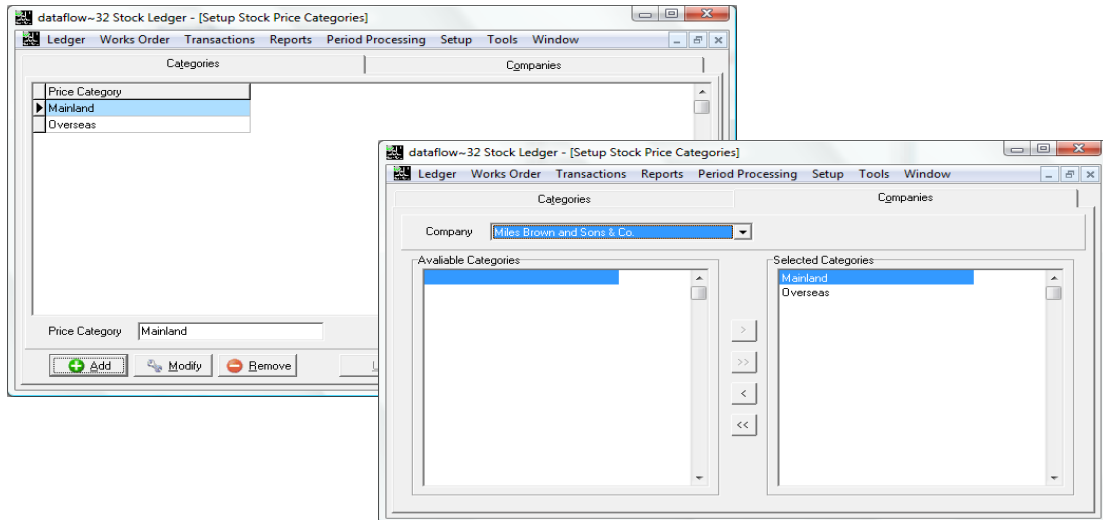 dataflow~32 Stock Ledger - [Setup Stock Price Categories]
Ledger Works Order Transactions Reports Period Processing Setup Tools Window
Categories Companies
Price Category
Mainland
Overseas
Price Category Mainland
Add Modify Remove
dataflow~32 Stock Ledger - [Setup Stock Price Categories]
Ledger Works Order Transactions Reports Period Processing Setup Tools Window
Categories Companies
Company Miles Brown and Sons & Co.
Avaliable Categories Selected Categories
Mainland
Overseas
>
>>
<
<<